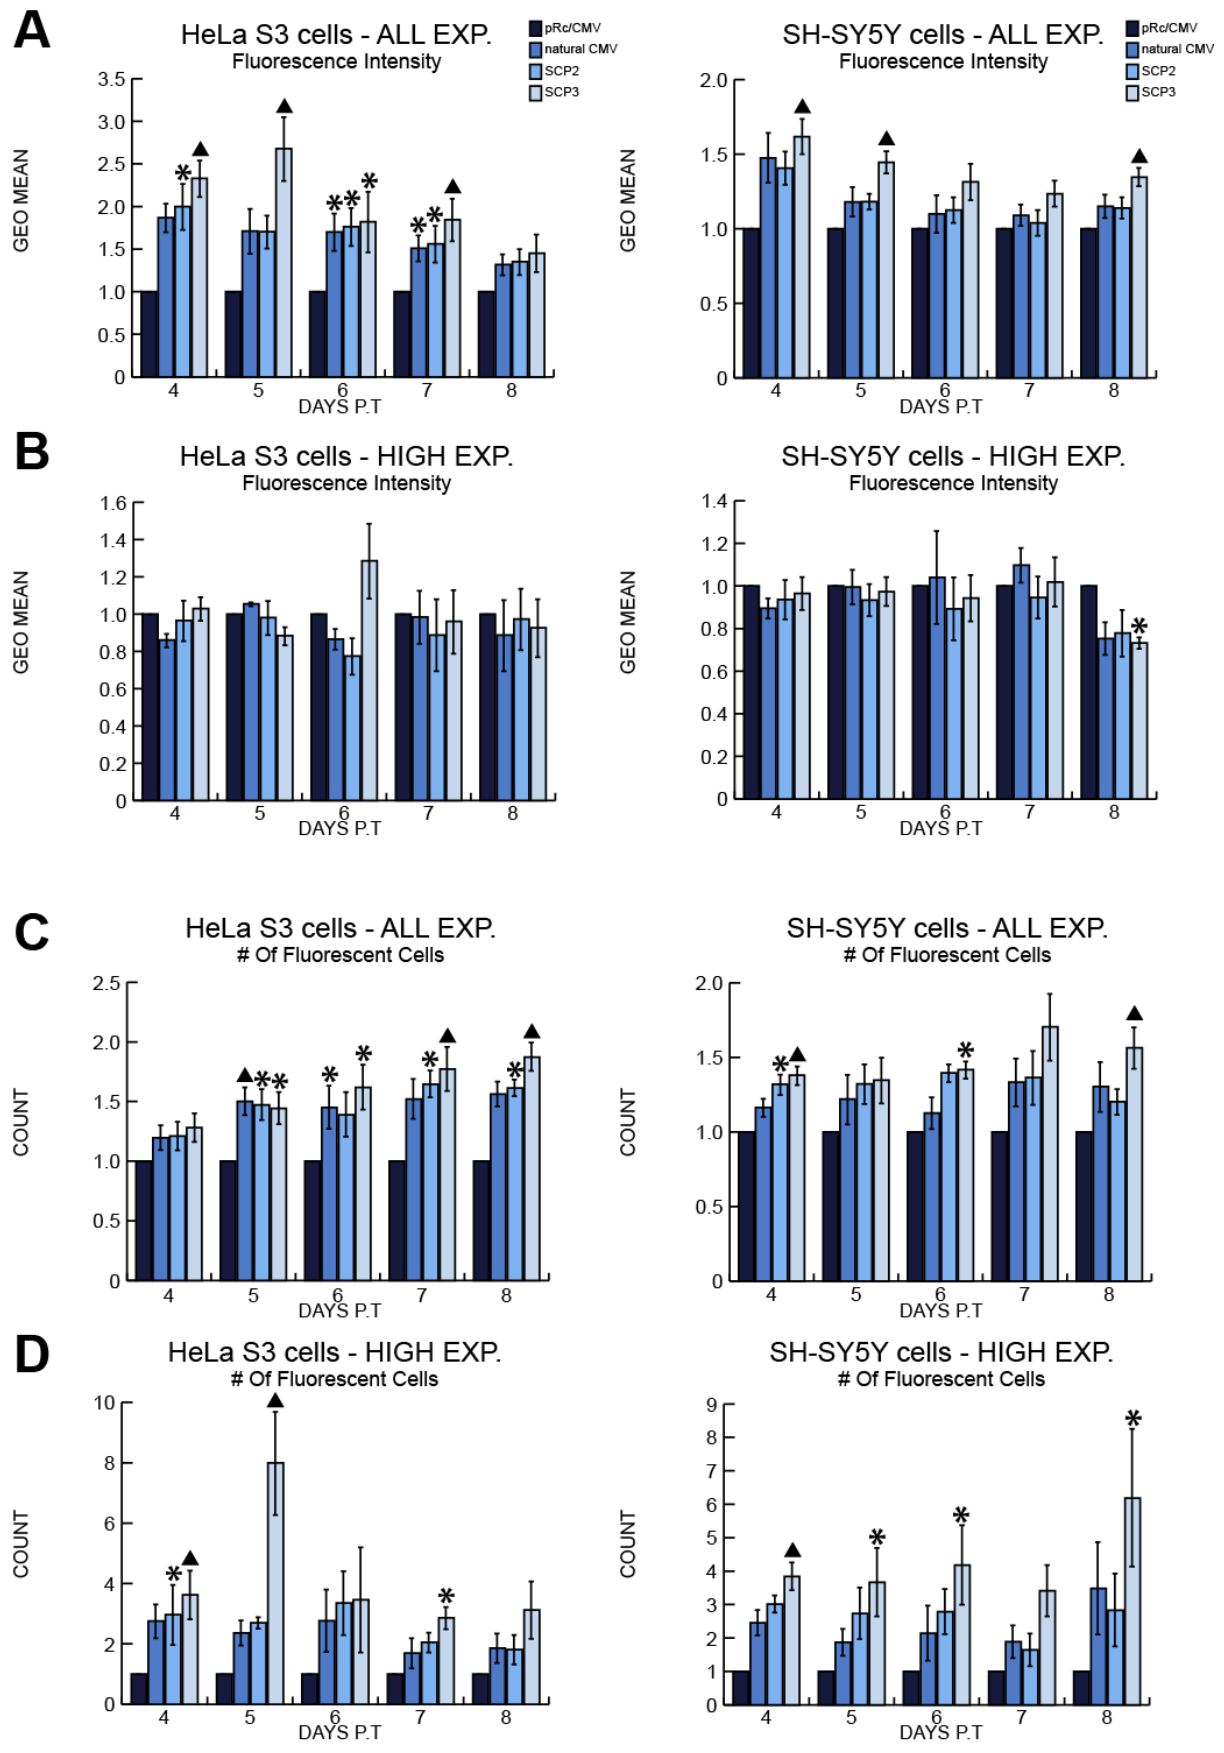 A
HeLa S3 cells - ALL EXP.
Fluorescence Intensity
pRc/CMV
natural CMV
SCP2
SCP3
GEO MEAN
3.5
3.0
2.5
2.0
1.5
1.0
0.5
0
* ▲ ▲ * * * * * ▲
4 5 6 7 8
DAYS P.T
SH-SY5Y cells - ALL EXP.
Fluorescence Intensity
pRc/CMV
natural CMV
SCP2
SCP3
GEO MEAN
2.0
1.5
1.0
0.5
0
▲ ▲ ▲
4 5 6 7 8
DAYS P.T
B
HeLa S3 cells - HIGH EXP.
Fluorescence Intensity
GEO MEAN
1.6
1.4
1.2
1.0
0.8
0.6
0.4
0.2
0
4 5 6 7 8
DAYS P.T
SH-SY5Y cells - HIGH EXP.
Fluorescence Intensity
GEO MEAN
1.4
1.2
1.0
0.8
0.6
0.4
0.2
0
*
4 5 6 7 8
DAYS P.T
C
HeLa S3 cells - ALL EXP.
# Of Fluorescent Cells
COUNT
2.5
2.0
1.5
1.0
0.5
0
▲ * * * * * ▲ * ▲
4 5 6 7 8
DAYS P.T
SH-SY5Y cells - ALL EXP.
# Of Fluorescent Cells
COUNT
2.0
1.5
1.0
0.5
0
* ▲ * ▲
4 5 6 7 8
DAYS P.T
D
HeLa S3 cells - HIGH EXP.
# Of Fluorescent Cells
COUNT
10
8
6
4
2
0
* ▲ ▲ *
4 5 6 7 8
DAYS P.T
SH-SY5Y cells - HIGH EXP.
# Of Fluorescent Cells
COUNT
9
8
7
6
5
4
3
2
1
0
▲ * * *
4 5 6 7 8
DAYS P.T